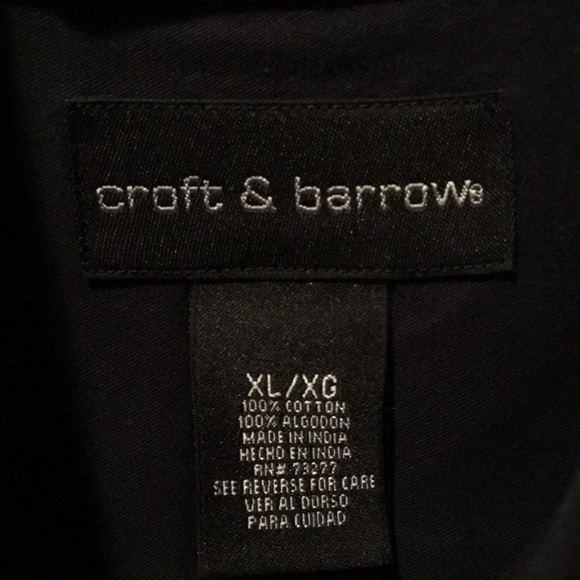 croft & barrow®
XL/XG
100% COTTON
100% ALGODON
MADE IN INDIA
HECHO EN INDIA
RN# 73277
SEE REVERSE FOR CARE
VER AL DORSO
PARA CUIDAD